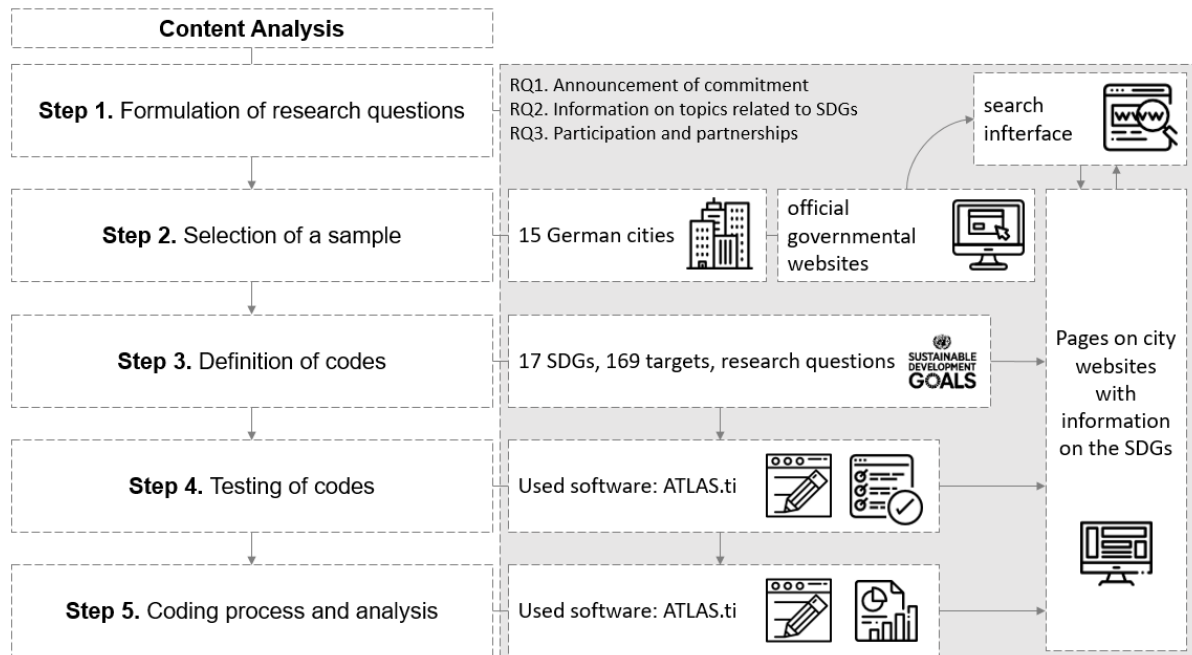 Content Analysis
Step 1. Formulation of research questions
RQ1. Announcement of commitment
RQ2. Information on topics related to SDGs
RQ3. Participation and partnerships
search
infterface
www
Step 2. Selection of a sample
15 German cities
official
governmental
websites
Step 3. Definition of codes
17 SDGs, 169 targets, research questions
SUSTAINABLE
DEVELOPMENT
GOALS
Pages on city
websites
with
information
on the SDGs
Step 4. Testing of codes
Used software: ATLAS.ti
Step 5. Coding process and analysis
Used software: ATLAS.ti